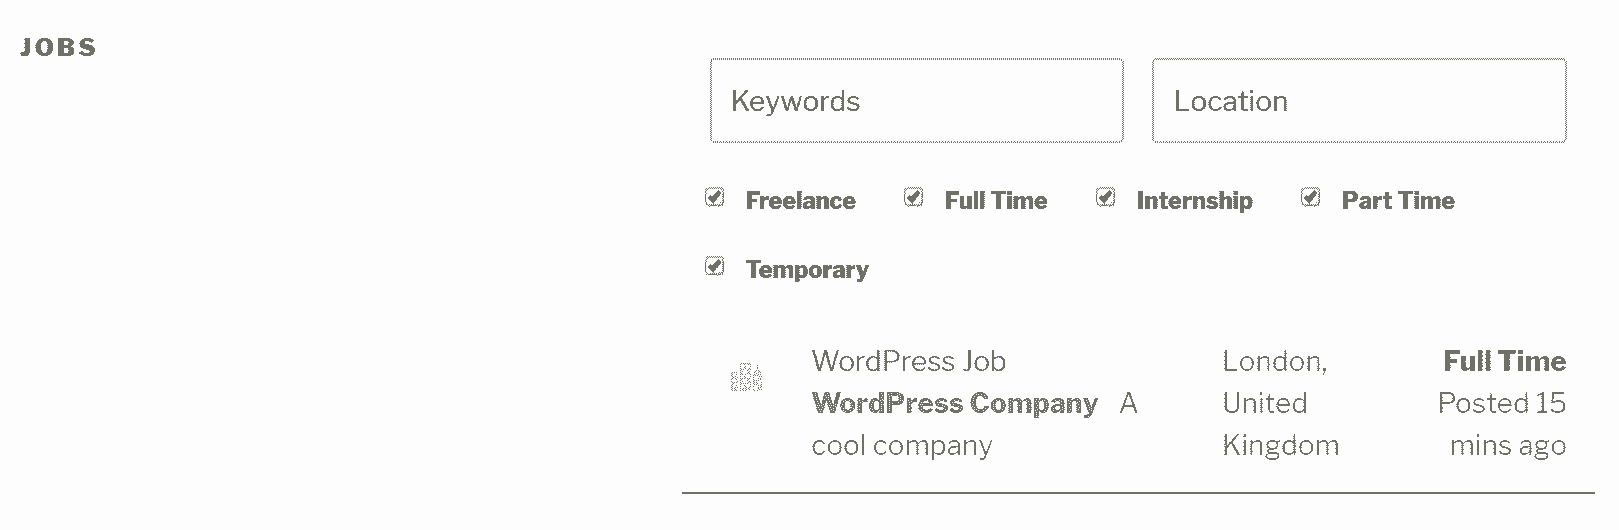 JOBS
Keywords Location
Freelance Full Time Internship Part Time
Temporary
WordPress Job London, Full Time
WordPress Company A United Posted 15
cool company Kingdom mins ago